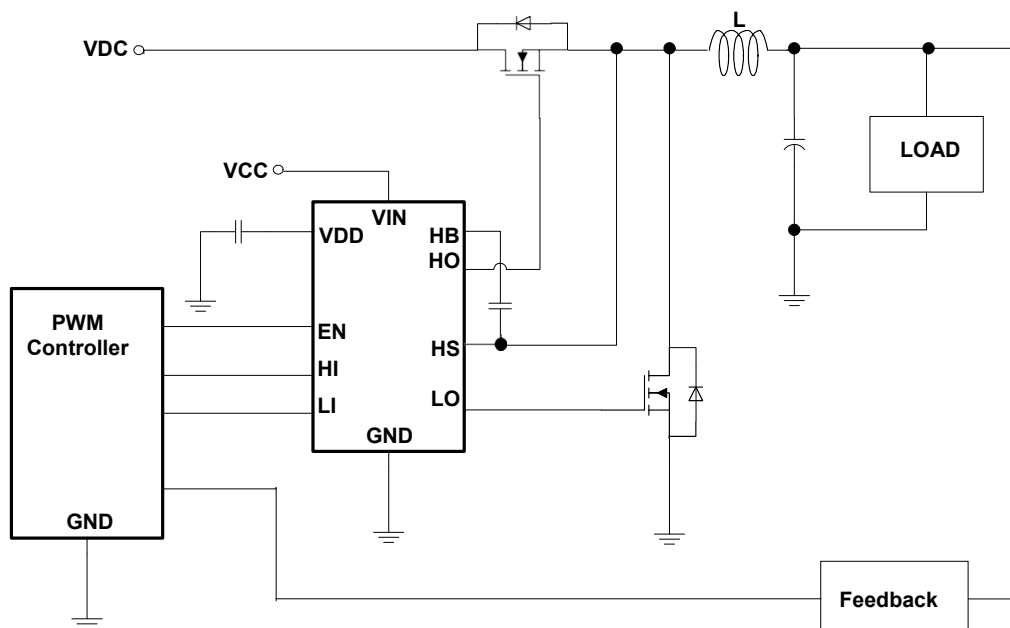 L
VDC
LOAD
VCC
VIN
VDD
HB
HO
PWM
Controller
EN
HS
HI
LI
LO
GND
GND
Feedback